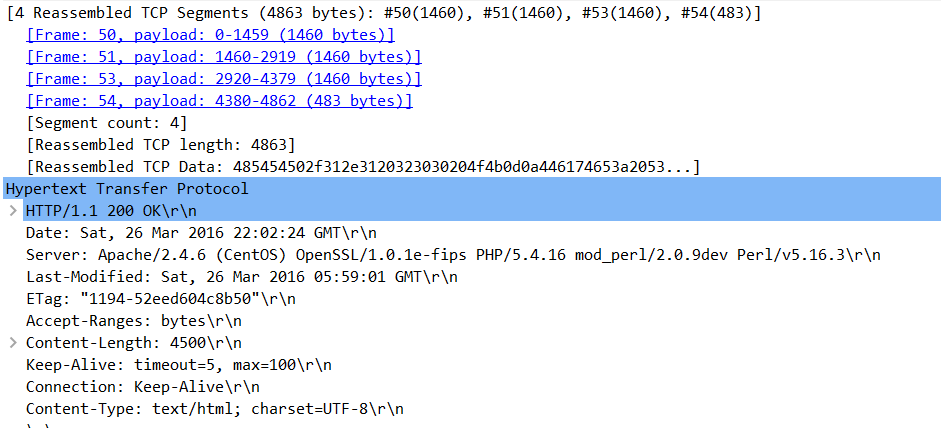 [4 Reassembled TCP Segments (4863 bytes): #50(1460), #51(1460), #53(1460), #54(483)]
[Frame: 50, payload: 0-1459 (1460 bytes)]
[Frame: 51, payload: 1460-2919 (1460 bytes)]
[Frame: 53, payload: 2920-4379 (1460 bytes)]
[Frame: 54, payload: 4380-4862 (483 bytes)]
[Segment count: 4]
[Reassembled TCP length: 4863]
[Reassembled TCP Data: 485454502f312e3120323030204f4b0d0a446174653a2053...]
Hypertext Transfer Protocol
HTTP/1.1 200 OK\r\n
Date: Sat, 26 Mar 2016 22:02:24 GMT\r\n
Server: Apache/2.4.6 (CentOS) OpenSSL/1.0.1e-fips PHP/5.4.16 mod_perl/2.0.9dev Perl/v5.16.3\r\n
Last-Modified: Sat, 26 Mar 2016 05:59:01 GMT\r\n
ETag: "1194-52eed604c8b50"\r\n
Accept-Ranges: bytes\r\n
Content-Length: 4500\r\n
Keep-Alive: timeout=5, max=100\r\n
Connection: Keep-Alive\r\n
Content-Type: text/html; charset=UTF-8\r\n